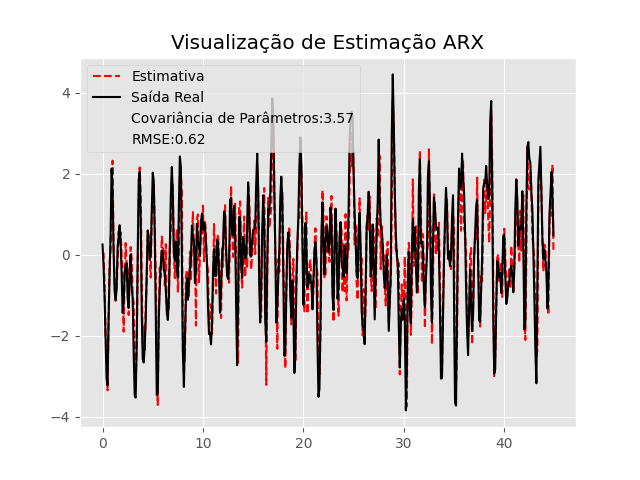 Visualização de Estimação ARX
Estimativa
Saída Real
Covariância de Parâmetros:3.57
RMSE:0.62
4
2
0
−2
−4
0 10 20 30 40